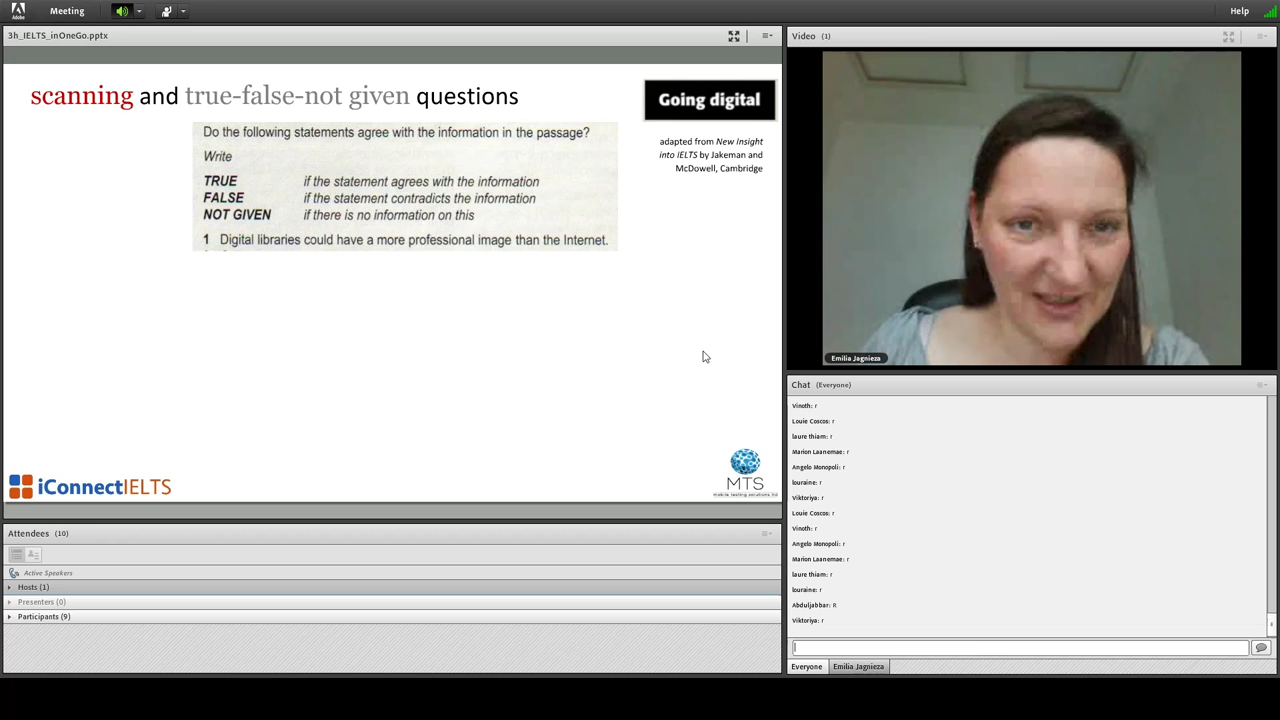 Adobe
Meeting
Help
3h_IELTS_inOneGo.pptx
scanning and true-false-not given questions
Going digital
adapted from New Insight
into IELTS by Jakeman and
McDowell, Cambridge
Do the following statements agree with the information in the passage?
Write
TRUE if the statement agrees with the information
FALSE if the statement contradicts the information
NOT GIVEN if there is no information on this
1 Digital libraries could have a more professional image than the Internet.
iConnectIELTS
MTS
mobile testing solutions ltd
Attendees (10)
Active Speakers
Hosts (1)
Presenters (0)
Participants (9)
Video (1)
Emilia Jagnieza
Chat (Everyone)
Vinoth: r
Louie Coscos: r
laure thiam: r
Marion Laanemae: r
Angelo Monopoli: r
louraine: r
Viktoriya: r
Louie Coscos: r
Vinoth: r
Angelo Monopoli: r
Marion Laanemae: r
laure thiam: r
louraine: r
Abduljabbar: R
Viktoriya: r
Everyone
Emilia Jagnieza